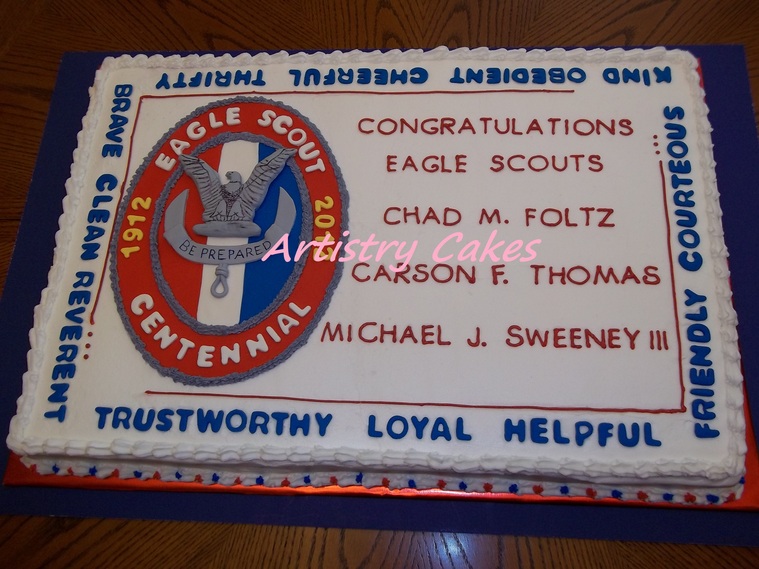 KIND OBEDIENT CHEERFUL THRIFTY
BRAVE CLEAN REVERENT
EAGLE SCOUT
1912 2012
BE PREPARED
CENTENNIAL
CONGRATULATIONS
EAGLE SCOUTS
CHAD M. FOLTZ
CARSON F. THOMAS
MICHAEL J. SWEENEY III
Artistry Cakes
FRIENDLY COURTEOUS
TRUSTWORTHY LOYAL HELPFUL